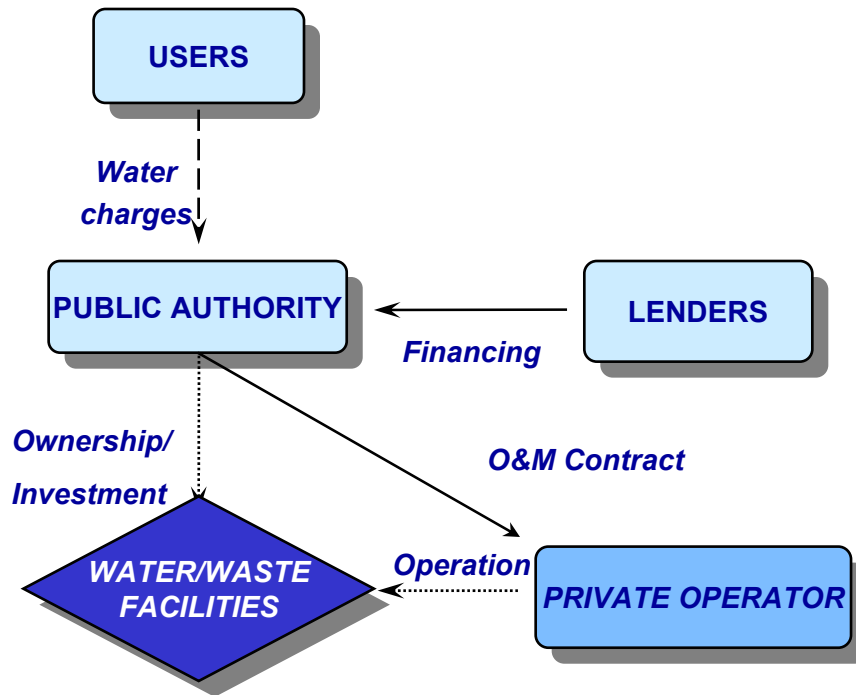 USERS
Water
charges
PUBLIC AUTHORITY
LENDERS
Financing
Ownership/
Investment
O&M Contract
Operation
WATER/WASTE
FACILITIES
PRIVATE OPERATOR